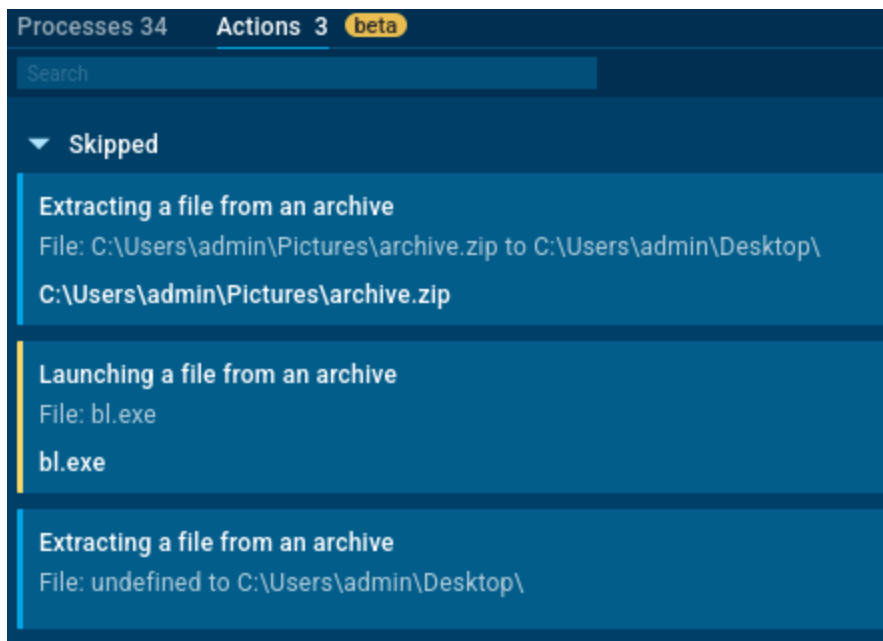 Processes 34 Actions 3 beta
Search
Skipped
Extracting a file from an archive
File: C:\Users\admin\Pictures\archive.zip to C:\Users\admin\Desktop\
C:\Users\admin\Pictures\archive.zip
Launching a file from an archive
File: bl.exe
bl.exe
Extracting a file from an archive
File: undefined to C:\Users\admin\Desktop\